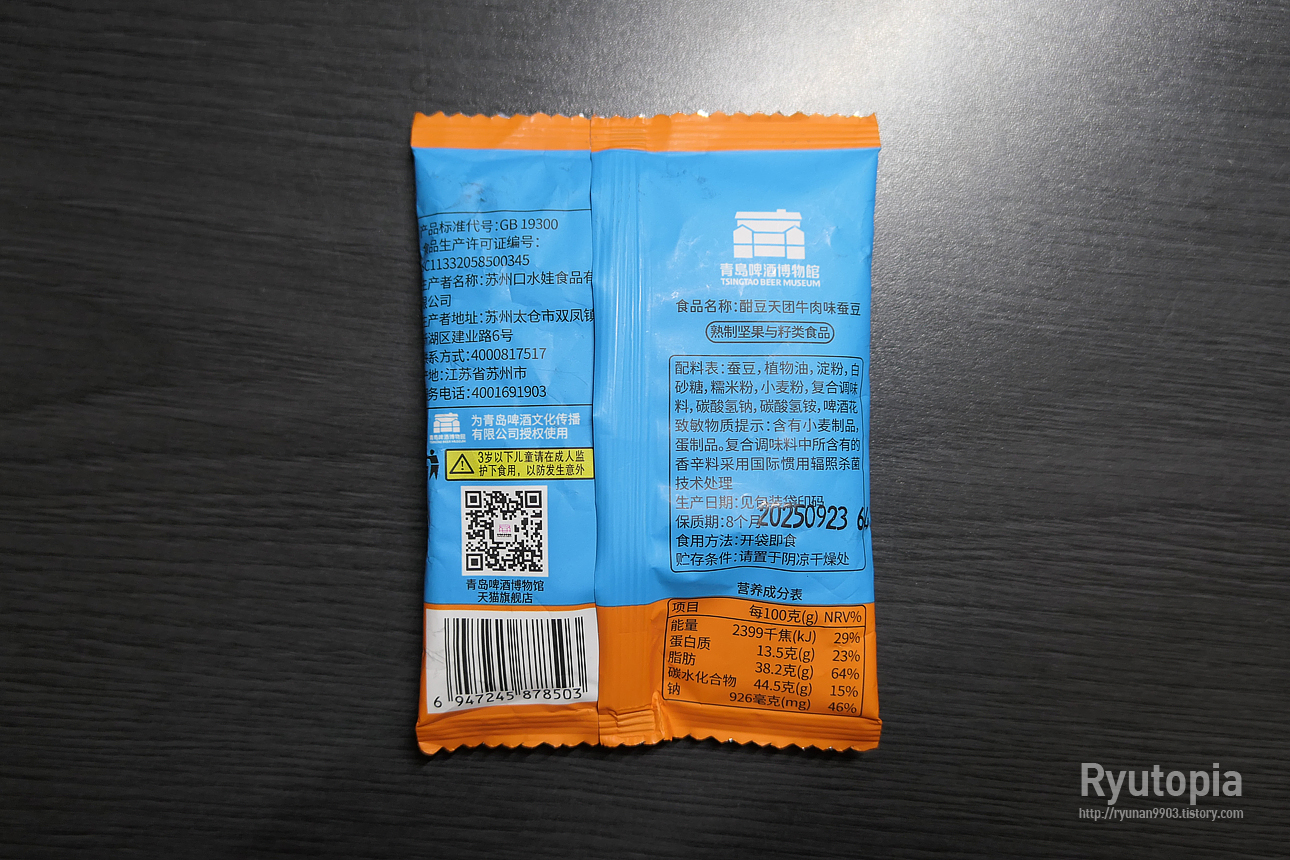 产品标准代号:GB 19300
食品生产许可证编号:
SC11332058500345
生产者名称:苏州口水娃食品有
限公司
生产者地址:苏州太仓市双凤镇
新湖区建业路6号
联系方式:4000817517
产地:江苏省苏州市
服务电话:4001691903
青岛啤酒博物館
为青岛啤酒文化传播
有限公司授权使用
3岁以下儿童请在成人监
护下食用，以防发生意外
青岛啤酒博物馆
天猫旗舰店
6 947245 878503
青島啤酒博物館
TSINGTAO BEER MUSEUM
食品名称:酣豆天团牛肉味蚕豆
熟制坚果与籽类食品
配料表:蚕豆,植物油,淀粉,白
砂糖,糯米粉,小麦粉,复合调味
料,碳酸氢钠,碳酸氢铵,啤酒花
致敏物质提示:含有小麦制品,
蛋制品。复合调味料中所含有的
香辛料采用国际惯用辐照杀菌
技术处理
生产日期:见包装袋印码
保质期:8个月
20250923
食用方法:开袋即食
贮存条件:请置于阴凉干燥处
营养成分表
项目 每100克(g) NRV%
能量 2399千焦(kJ) 29%
蛋白质 13.5克(g) 23%
脂肪 38.2克(g) 64%
碳水化合物 44.5克(g) 15%
钠 926毫克(mg) 46%
Ryutopia
http://ryunan9903.tistory.com